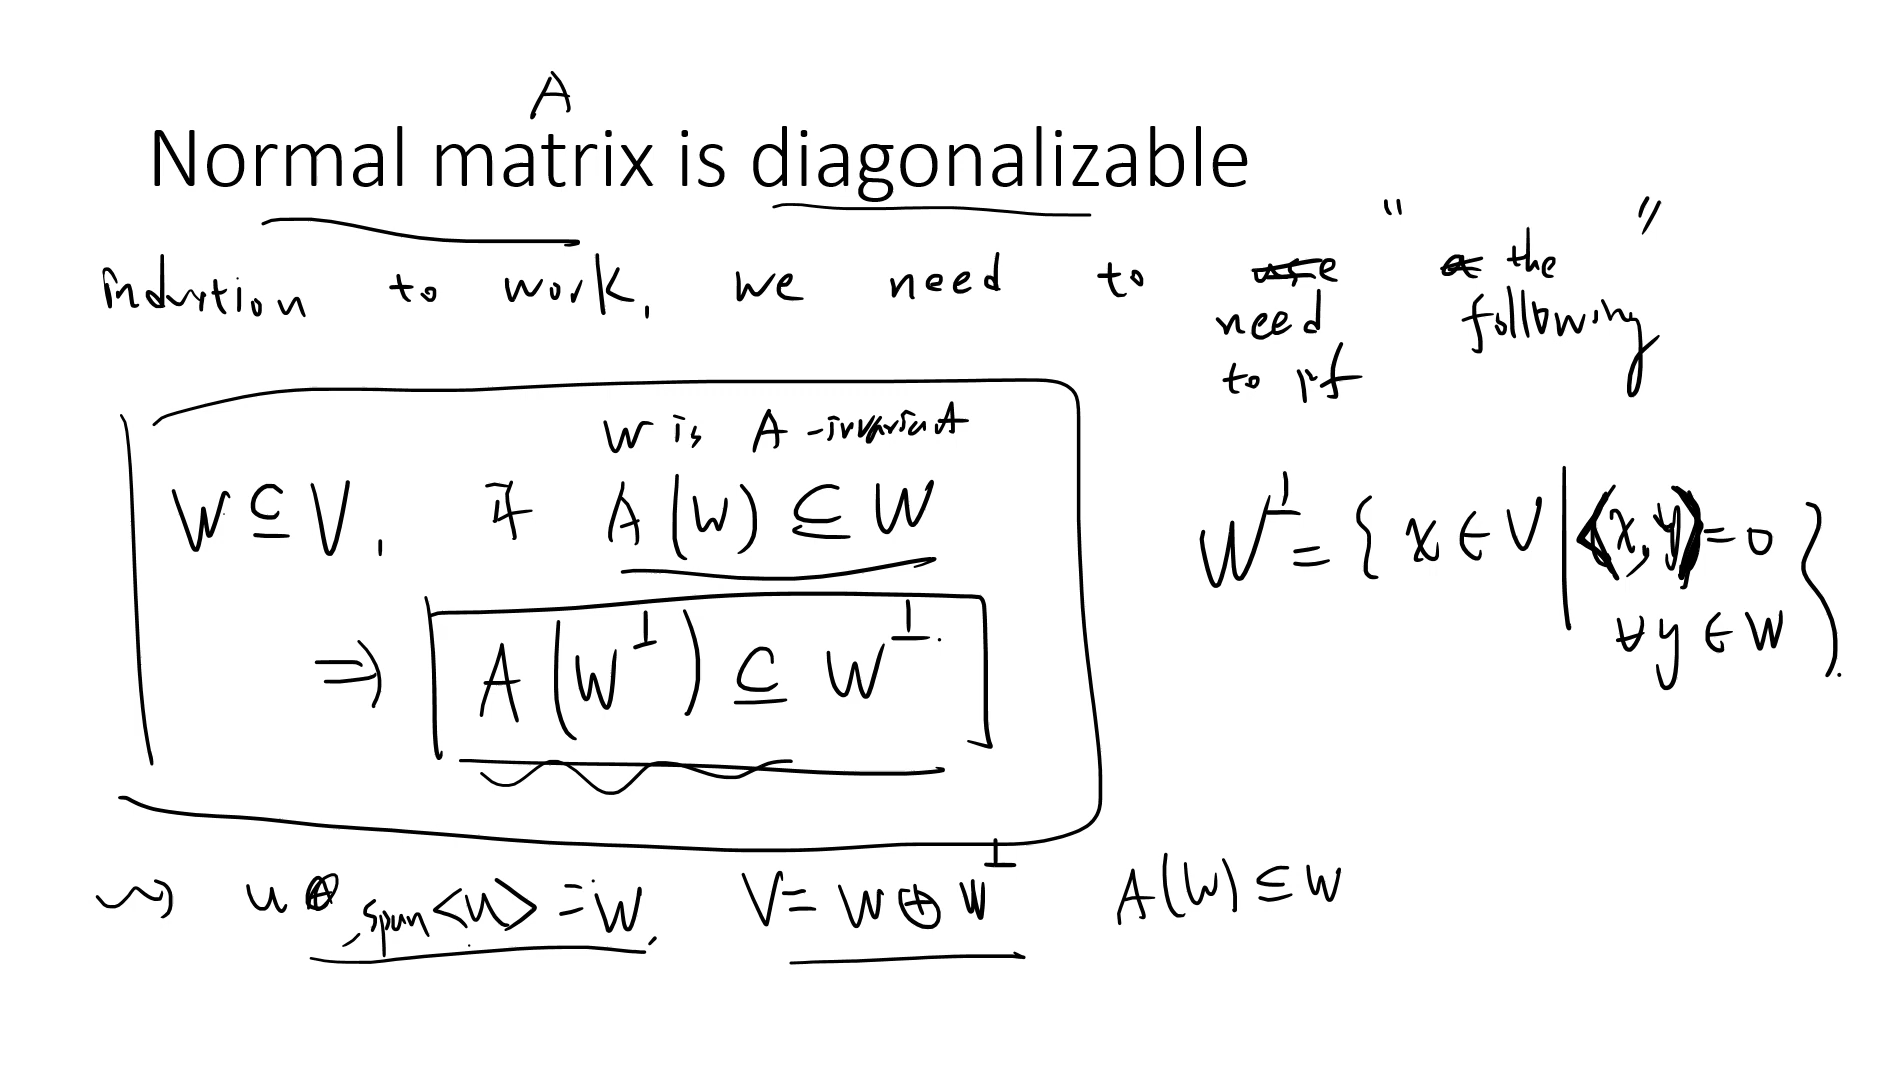 A
Normal matrix is diagonalizable
induction to work, we need to need to pf " the following "
W is A-invariant
W ⊆ V, if A(W) ⊆ W
⇒ A(W^⊥) ⊆ W^⊥.
W^⊥ = { x ∈ V | <x, y> = 0
∀y ∈ W }.
⇝ u , span<u> = W, V = W ⊕ W^⊥ A(W) ⊆ W